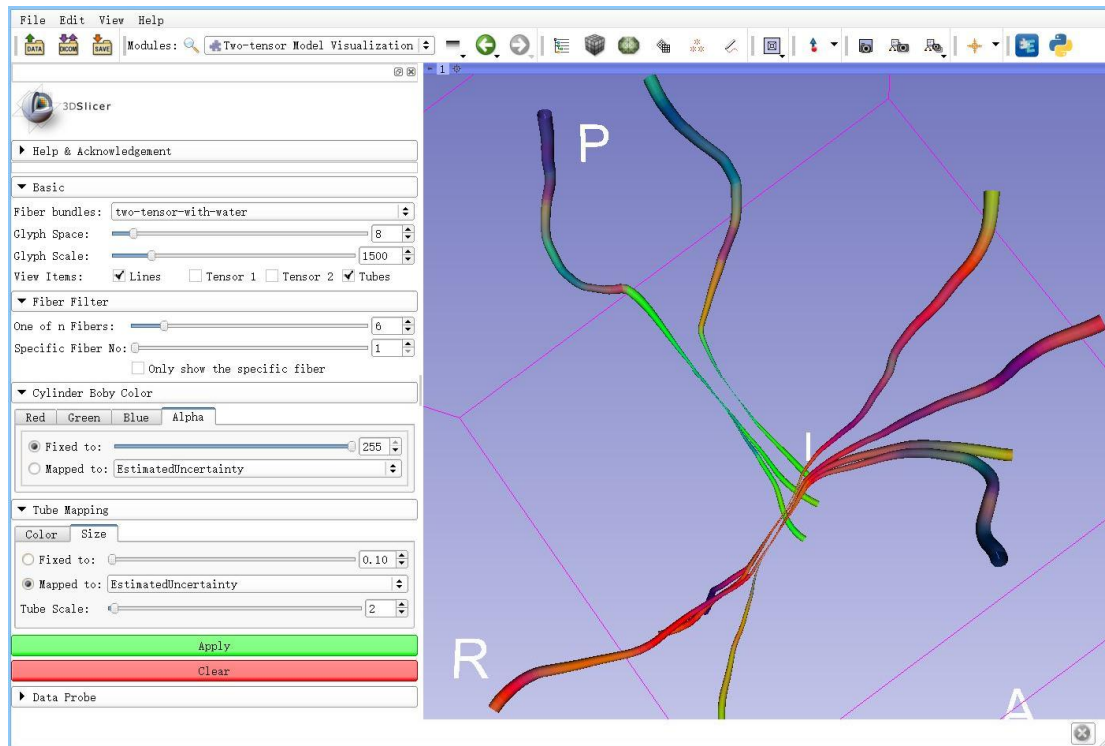 File Edit View Help
DATA DICOM SAVE Modules: Two-tensor Model Visualization
1
3DSlicer
Help & Acknowledgement
Basic
Fiber bundles: two-tensor-with-water
Glyph Space: 8
Glyph Scale: 1500
View Items: Lines Tensor 1 Tensor 2 Tubes
Fiber Filter
One of n Fibers: 6
Specific Fiber No: 1
Only show the specific fiber
Cylinder Boby Color
Red Green Blue Alpha
Fixed to: 255
Mapped to: EstimatedUncertainty
Tube Mapping
Color Size
Fixed to: 0.10
Mapped to: EstimatedUncertainty
Tube Scale: 2
Apply
Clear
Data Probe
P
I
R
A